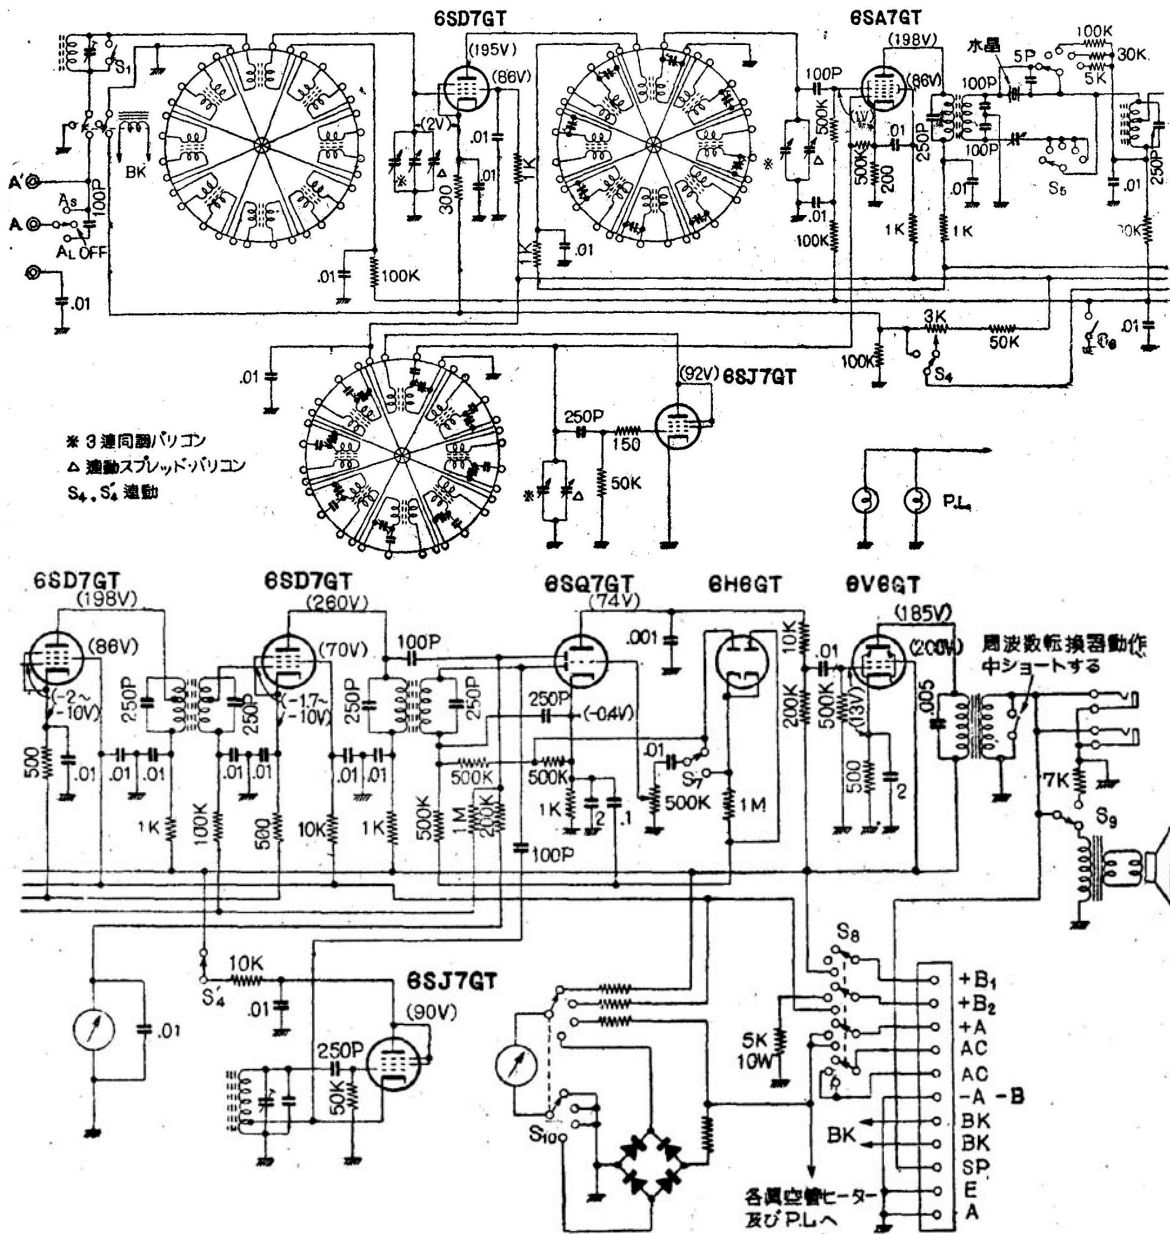 6SD7GT
(195V)
(86V)
(2V)
.01
.01
300
1K
S₁
BK
A'
As
A
AL OFF
100P
.01
.01
100K
※
△
6SA7GT
(198V)
(86V)
(1V)
100P
500K
.01
250P
500K
200
.01
100K
1K
1K
.01
水晶
100P
100P
5P
100K
30K
5K
S₅
.01
250P
.01
1K
.01
※
△
3K
50K
100K
S₄
.01
6SJ7GT
(92V)
250P
150
50K
※
△
※ 3連同調バリコン
△ 連動スプレッド・バリコン
S₄, S₄' 連動
P.L.
6SD7GT
(198V)
(86V)
(-2~
-10V)
500
.01
.01
.01
250P
250P
1K
100K
6SD7GT
(260V)
(70V)
(-1.7~
-10V)
.01
.01
500
10K
.01
.01
1K
100P
250P
250P
6SQ7GT
(74V)
.001
250P
(-0.4V)
500K
500K
500K
1M
200K
1K
2
.1
100P
.01
S₇
500K
6H6GT
1M
10K
200K
6V6GT
(185V)
(200V)
.01
500K
(13V)
500
2
.005
周波数転換器動作
中ショートする
7K
S₉
S₄'
10K
.01
6SJ7GT
(90V)
250P
50K
.01
S₁₀
5K
10W
S₈
+B₁
+B₂
+A
AC
AC
-A -B
BK
BK
BK
SP
E
A
各真空管ヒーター
及びP.Lへ